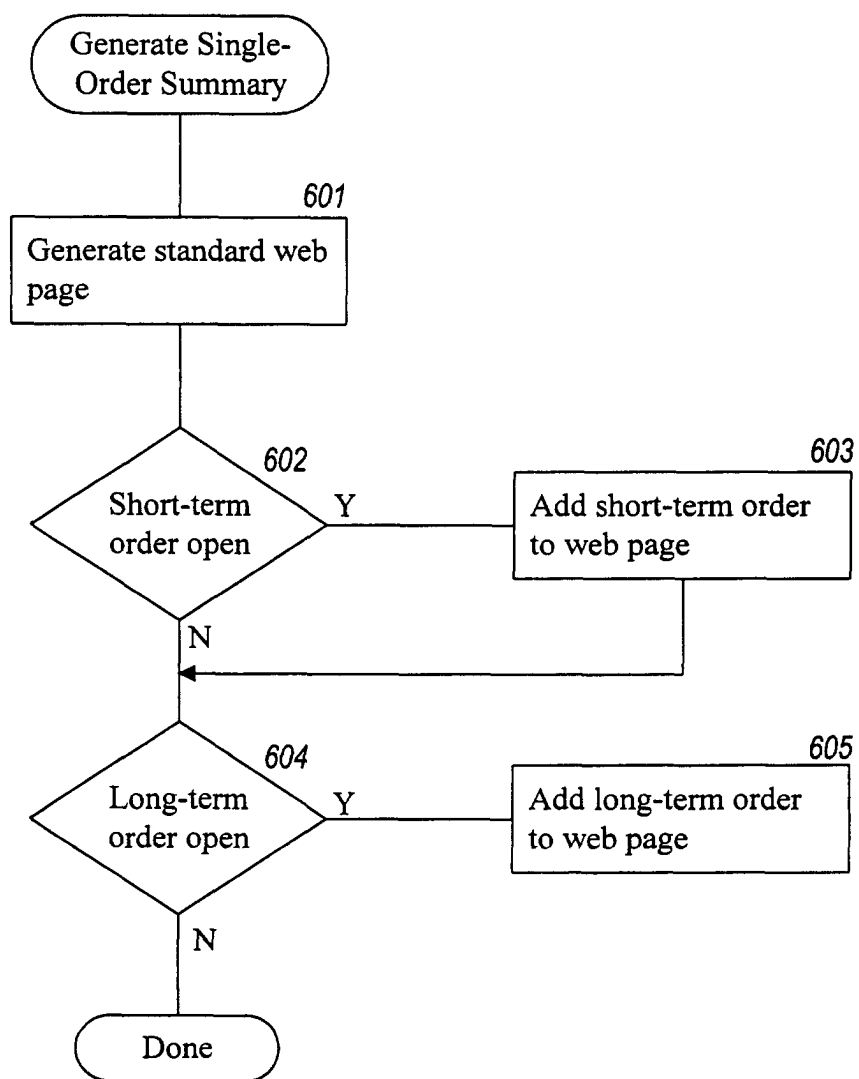 Generate Single-
Order Summary
601
Generate standard web
page
602
Short-term
order open
Y
N
603
Add short-term order
to web page
604
Long-term
order open
Y
N
605
Add long-term order
to web page
Done